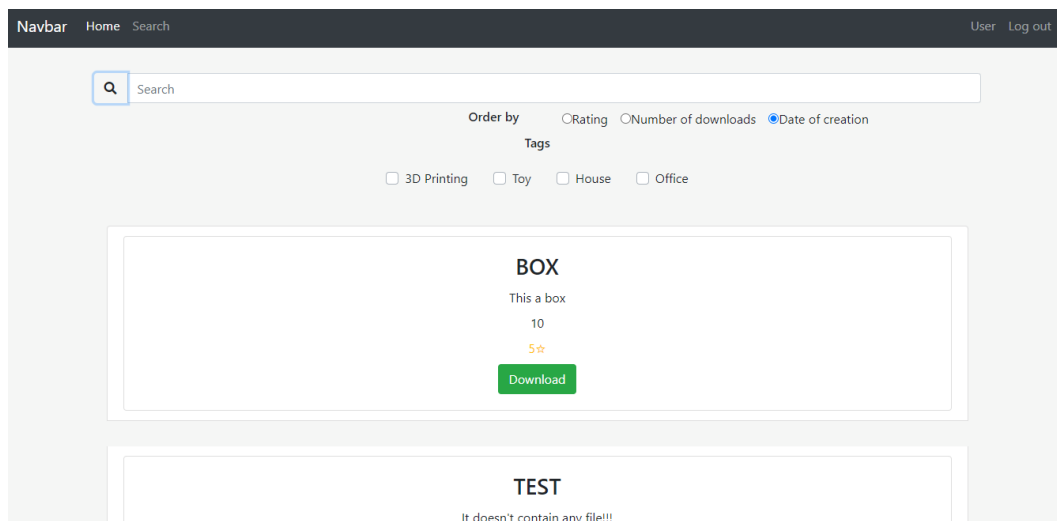 Navbar Home Search User Log out
Search
Order by Rating Number of downloads Date of creation
Tags
3D Printing Toy House Office
BOX
This a box
10
5☆
Download
TEST
It doesn't contain any file!!!